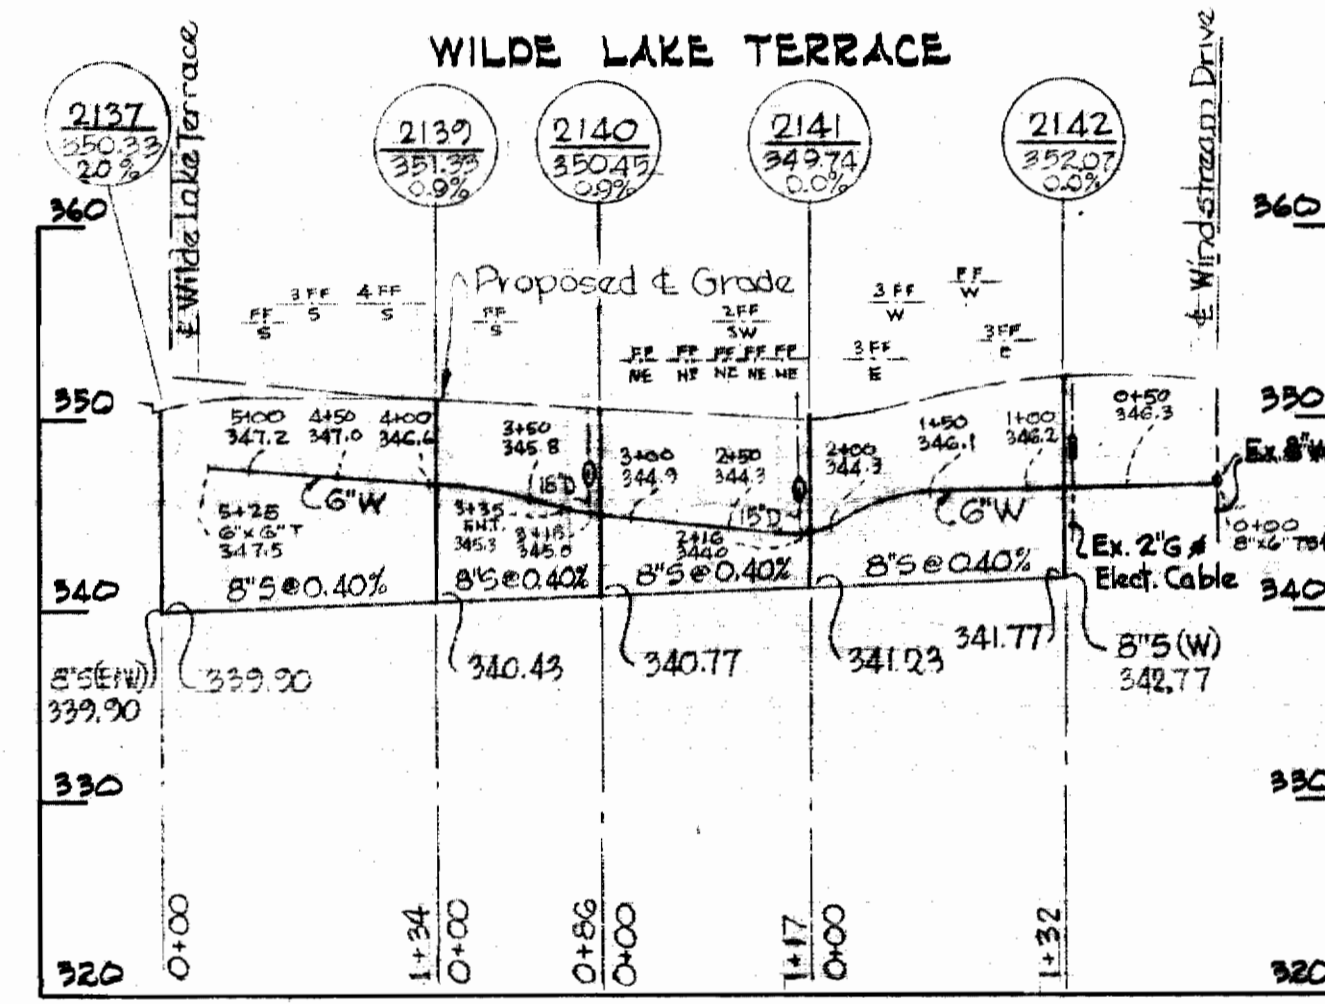 WILDE LAKE TERRACE
2137
350.33
2.0%
℄ Wilde Lake Terrace
2139
351.33
0.9%
2140
350.45
0.9%
2141
349.74
0.0%
2142
352.07
0.0%
℄ Windstream Drive
360
360
Proposed ℄ Grade
FF
S
3 FF
S
4 FF
S
FF
S
2FF
SW
FF
NE
FF
NE
FF
NE
FF
NE
FF
NE
3 FF
W
FF
W
3 FF
E
3FF
E
350
350
5+00
347.2
4+50
347.0
4+00
346.6
3+50
345.8
3+00
344.9
2+50
344.3
2+00
344.3
1+50
346.1
1+00
346.2
0+50
346.3
Ex. 8"W
6"W
15"D
6"W
5+28
6"x6"T
347.5
3+35
345.3
345.0
2+16
344.0
0+00
8"x6"
Ex. 2"G &
Elect. Cable
8"S@0.40%
8"S@0.40%
8"S@0.40%
8"S@0.40%
340
340
8"S(E&W)
339.90
339.90
340.43
340.77
341.23
341.77
8"S(W)
342.77
330
330
0+00
1+34
0+00
0+86
0+00
1+17
0+00
1+32
320
320